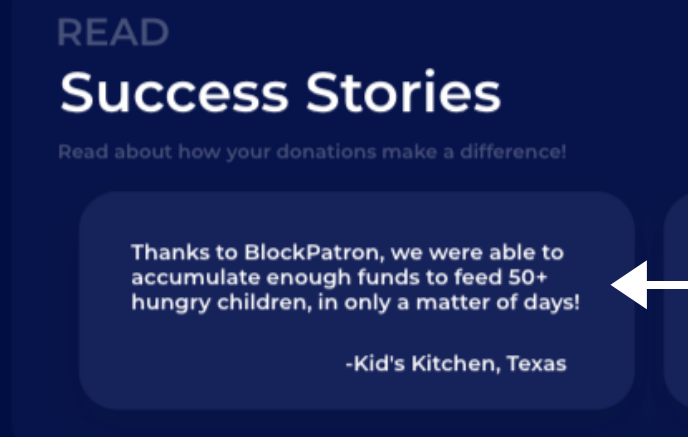 READ
Success Stories
Read about how your donations make a difference!
Thanks to BlockPatron, we were able to
accumulate enough funds to feed 50+
hungry children, in only a matter of days!
-Kid's Kitchen, Texas